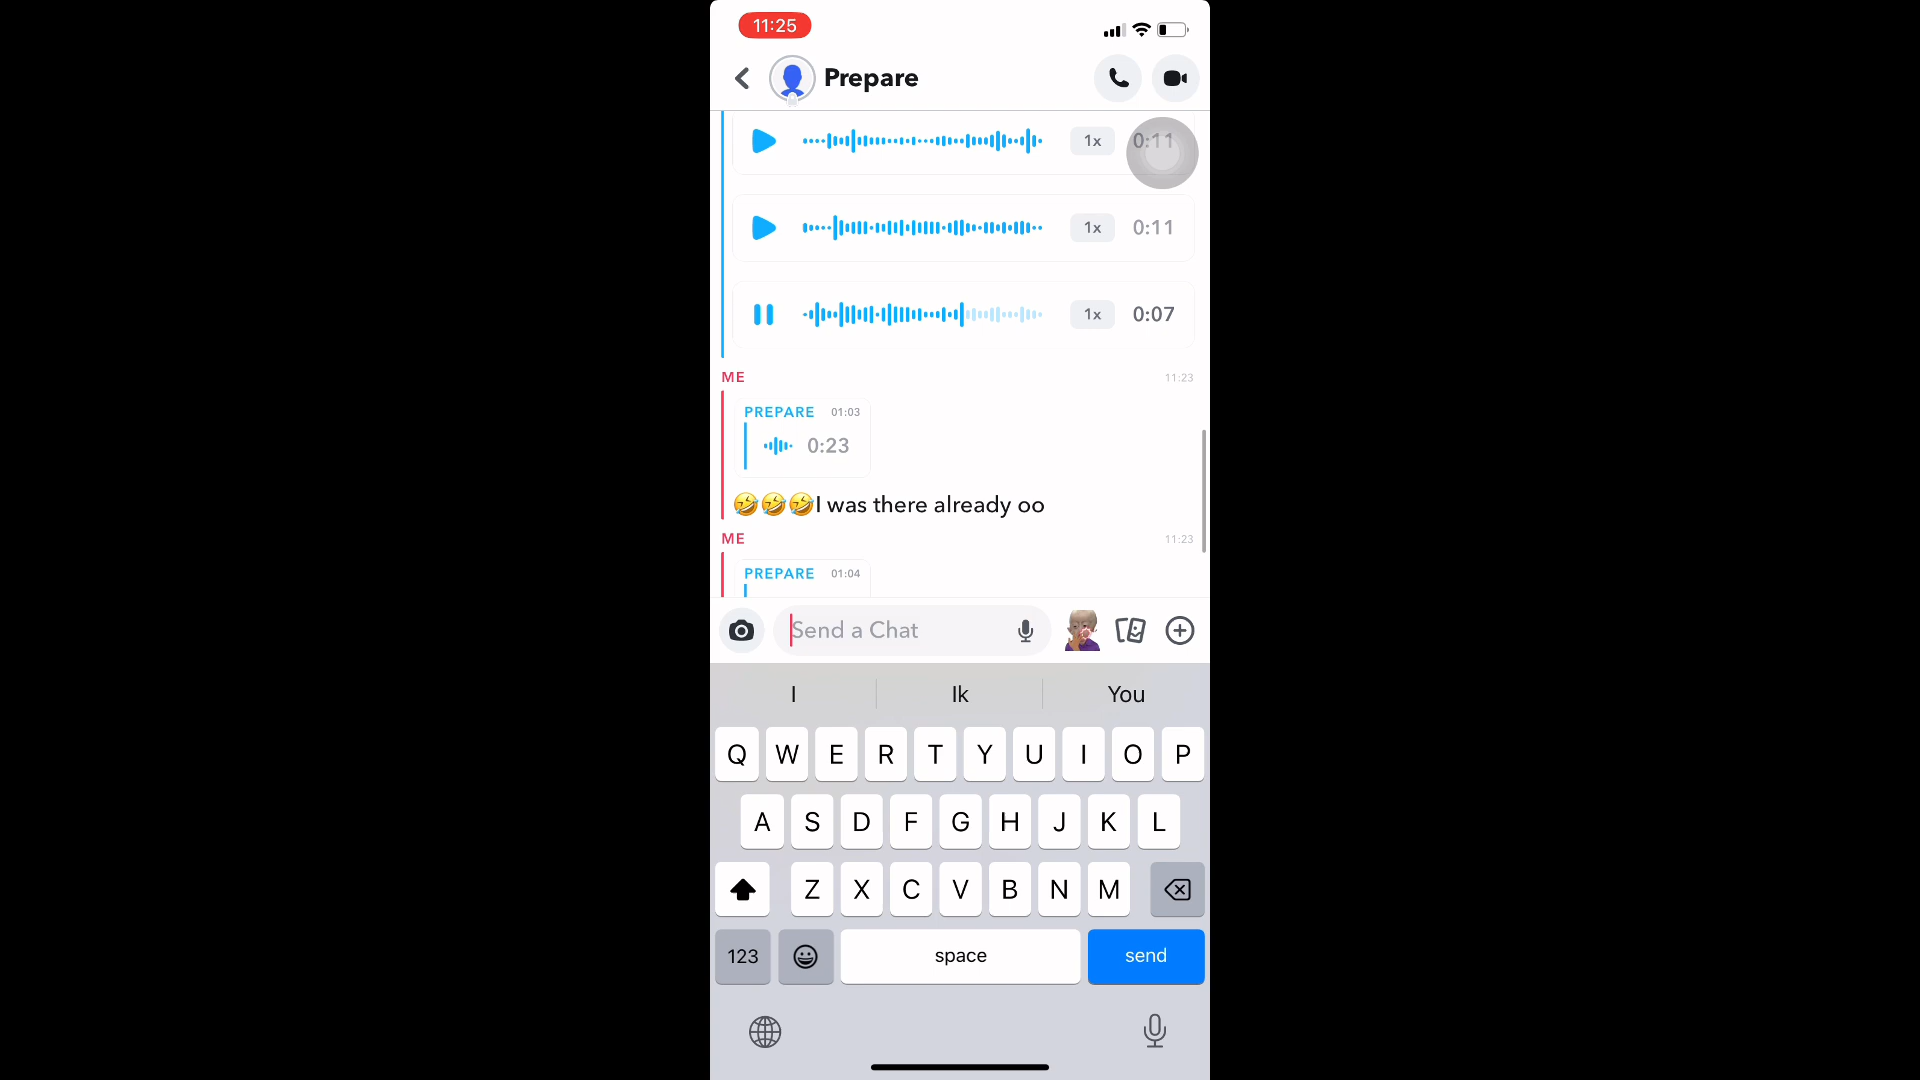 11:25
Prepare
1x 0:11
1x 0:11
1x 0:07
ME 11:23
PREPARE 01:03
0:23
🤣🤣🤣I was there already oo
ME 11:23
PREPARE 01:04
Send a Chat
I Ik You
Q W E R T Y U I O P
A S D F G H J K L
Z X C V B N M
123 space send